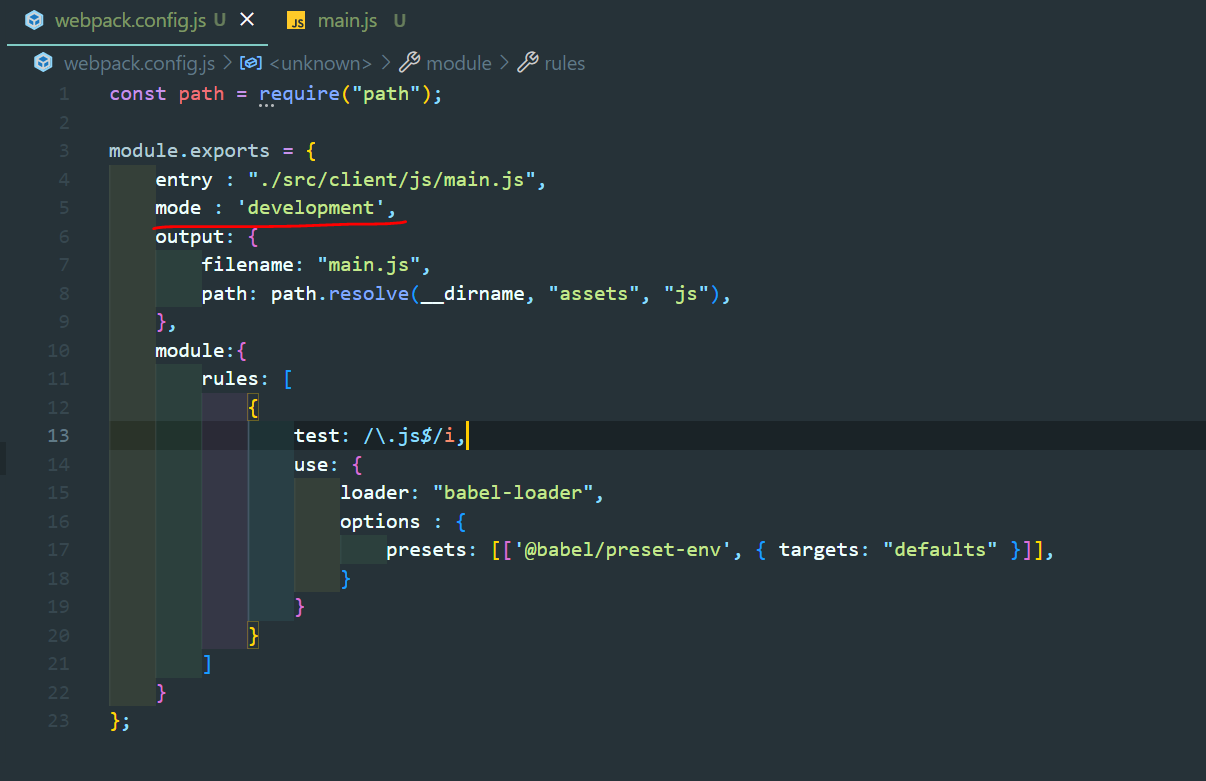 webpack.config.js U
JS main.js U
webpack.config.js > <unknown> > module > rules
1 const path = require("path");
2
3 module.exports = {
4 entry : "./src/client/js/main.js",
5 mode : 'development',
6 output: {
7 filename: "main.js",
8 path: path.resolve(__dirname, "assets", "js"),
9 },
10 module:{
11 rules: [
12 {
13 test: /\.js$/i,
14 use: {
15 loader: "babel-loader",
16 options : {
17 presets: [['@babel/preset-env', { targets: "defaults" }]],
18 }
19 }
20 }
21 ]
22 }
23 };